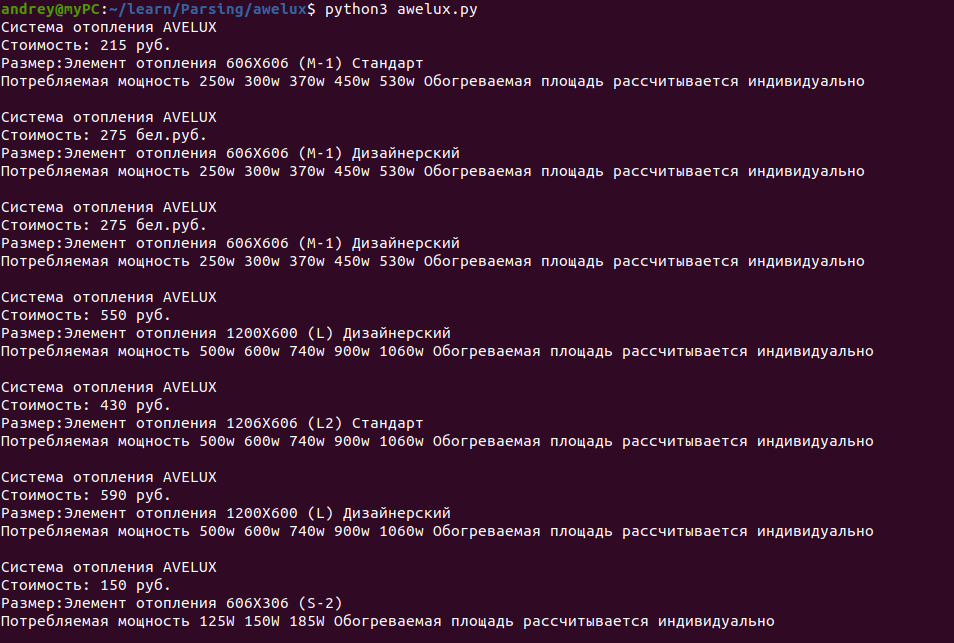 andrey@myPC:~/learn/Parsing/awelux$ python3 awelux.py
Система отопления AVELUX
Стоимость: 215 руб.
Размер:Элемент отопления 606X606 (M-1) Стандарт
Потребляемая мощность 250w 300w 370w 450w 530w Обогреваемая площадь рассчитывается индивидуально
Система отопления AVELUX
Стоимость: 275 бел.руб.
Размер:Элемент отопления 606X606 (M-1) Дизайнерский
Потребляемая мощность 250w 300w 370w 450w 530w Обогреваемая площадь рассчитывается индивидуально
Система отопления AVELUX
Стоимость: 275 бел.руб.
Размер:Элемент отопления 606X606 (M-1) Дизайнерский
Потребляемая мощность 250w 300w 370w 450w 530w Обогреваемая площадь рассчитывается индивидуально
Система отопления AVELUX
Стоимость: 550 руб.
Размер:Элемент отопления 1200X600 (L) Дизайнерский
Потребляемая мощность 500w 600w 740w 900w 1060w Обогреваемая площадь рассчитывается индивидуально
Система отопления AVELUX
Стоимость: 430 руб.
Размер:Элемент отопления 1206X606 (L2) Стандарт
Потребляемая мощность 500w 600w 740w 900w 1060w Обогреваемая площадь рассчитывается индивидуально
Система отопления AVELUX
Стоимость: 590 руб.
Размер:Элемент отопления 1200X600 (L) Дизайнерский
Потребляемая мощность 500w 600w 740w 900w 1060w Обогреваемая площадь рассчитывается индивидуально
Система отопления AVELUX
Стоимость: 150 руб.
Размер:Элемент отопления 606X306 (S-2)
Потребляемая мощность 125W 150W 185W Обогреваемая площадь рассчитывается индивидуально